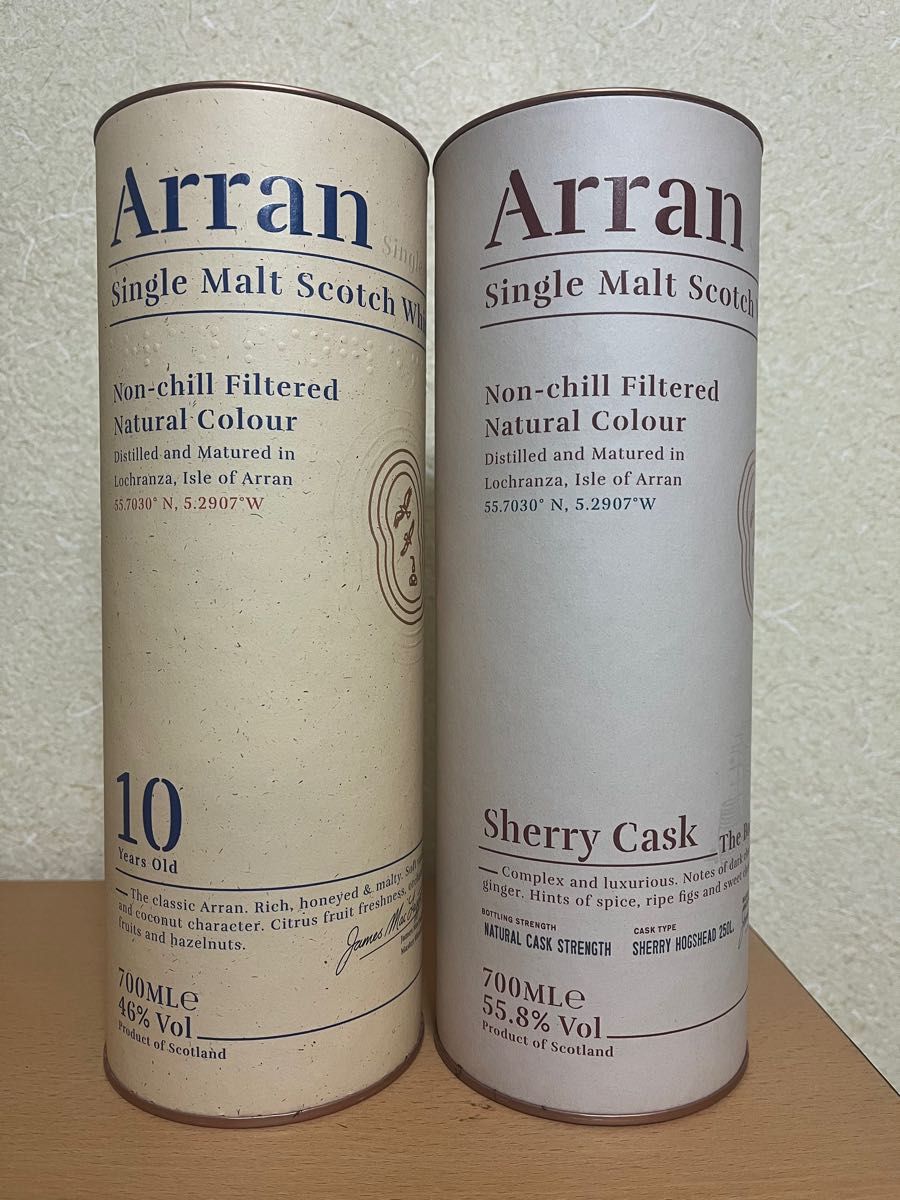 Arran
Single
Single Malt Scotch
Non-chill Filtered
Natural Colour
Distilled and Matured in
Lochranza, Isle of Arran
55.7030° N, 5.2907°W
10
Years Old
The classic Arran. Rich, honeyed & malty. Soft
and coconut character. Citrus fruit freshness,
fruits and hazelnuts.
James
700MLe
46% Vol
Product of Scotland
Arran
Single Malt Scotch
Non-chill Filtered
Natural Colour
Distilled and Matured in
Lochranza, Isle of Arran
55.7030° N, 5.2907°W
Sherry Cask
The
Complex and luxurious. Notes of dark
ginger. Hints of spice, ripe figs and sweet
BOTTLING STRENGTH
NATURAL CASK STRENGTH
CASK TYPE
SHERRY HOGSHEAD 250L.
700MLe
55.8% Vol
Product of Scotland